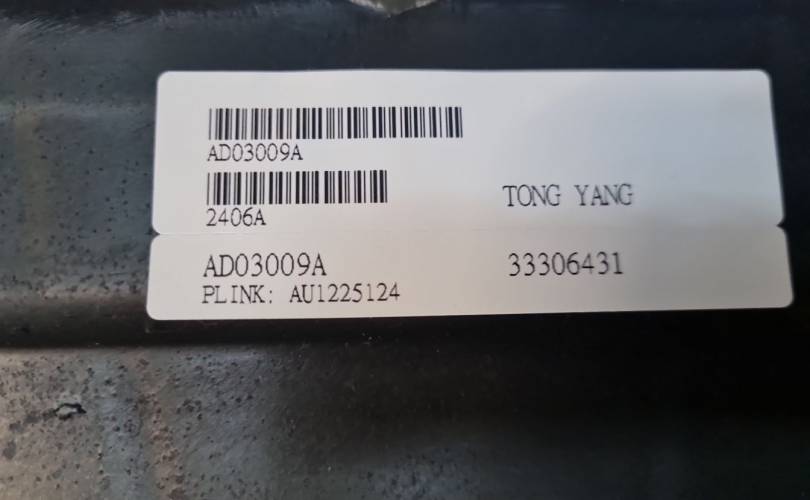 AD03009A
2406A
TONG YANG
AD03009A
33306431
PLINK: AU1225124